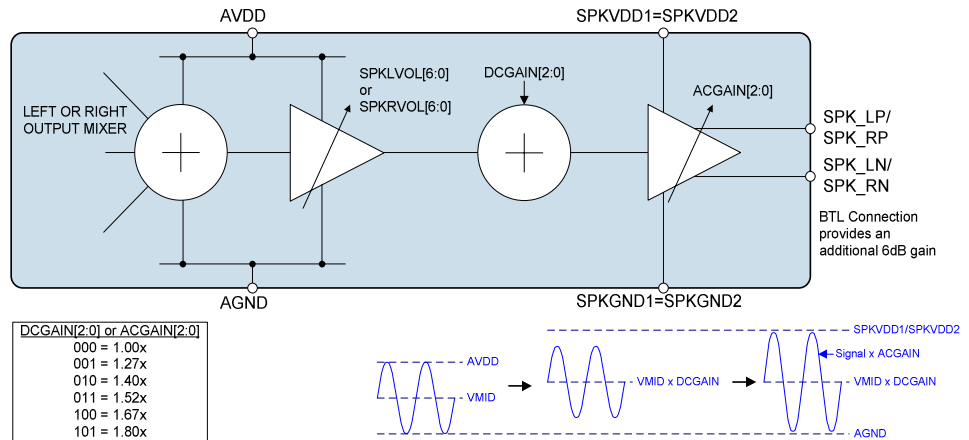 AVDD
SPKVDD1=SPKVDD2
SPKLVOL[6:0]
or
SPKRVOL[6:0]
DCGAIN[2:0]
ACGAIN[2:0]
LEFT OR RIGHT
OUTPUT MIXER
SPK_LP/
SPK_RP
SPK_LN/
SPK_RN
BTL Connection
provides an
additional 6dB gain
AGND
SPKGND1=SPKGND2
DCGAIN[2:0] or ACGAIN[2:0]
000 = 1.00x
001 = 1.27x
010 = 1.40x
011 = 1.52x
100 = 1.67x
101 = 1.80x
AVDD
VMID
VMID x DCGAIN
SPKVDD1/SPKVDD2
Signal x ACGAIN
VMID x DCGAIN
AGND